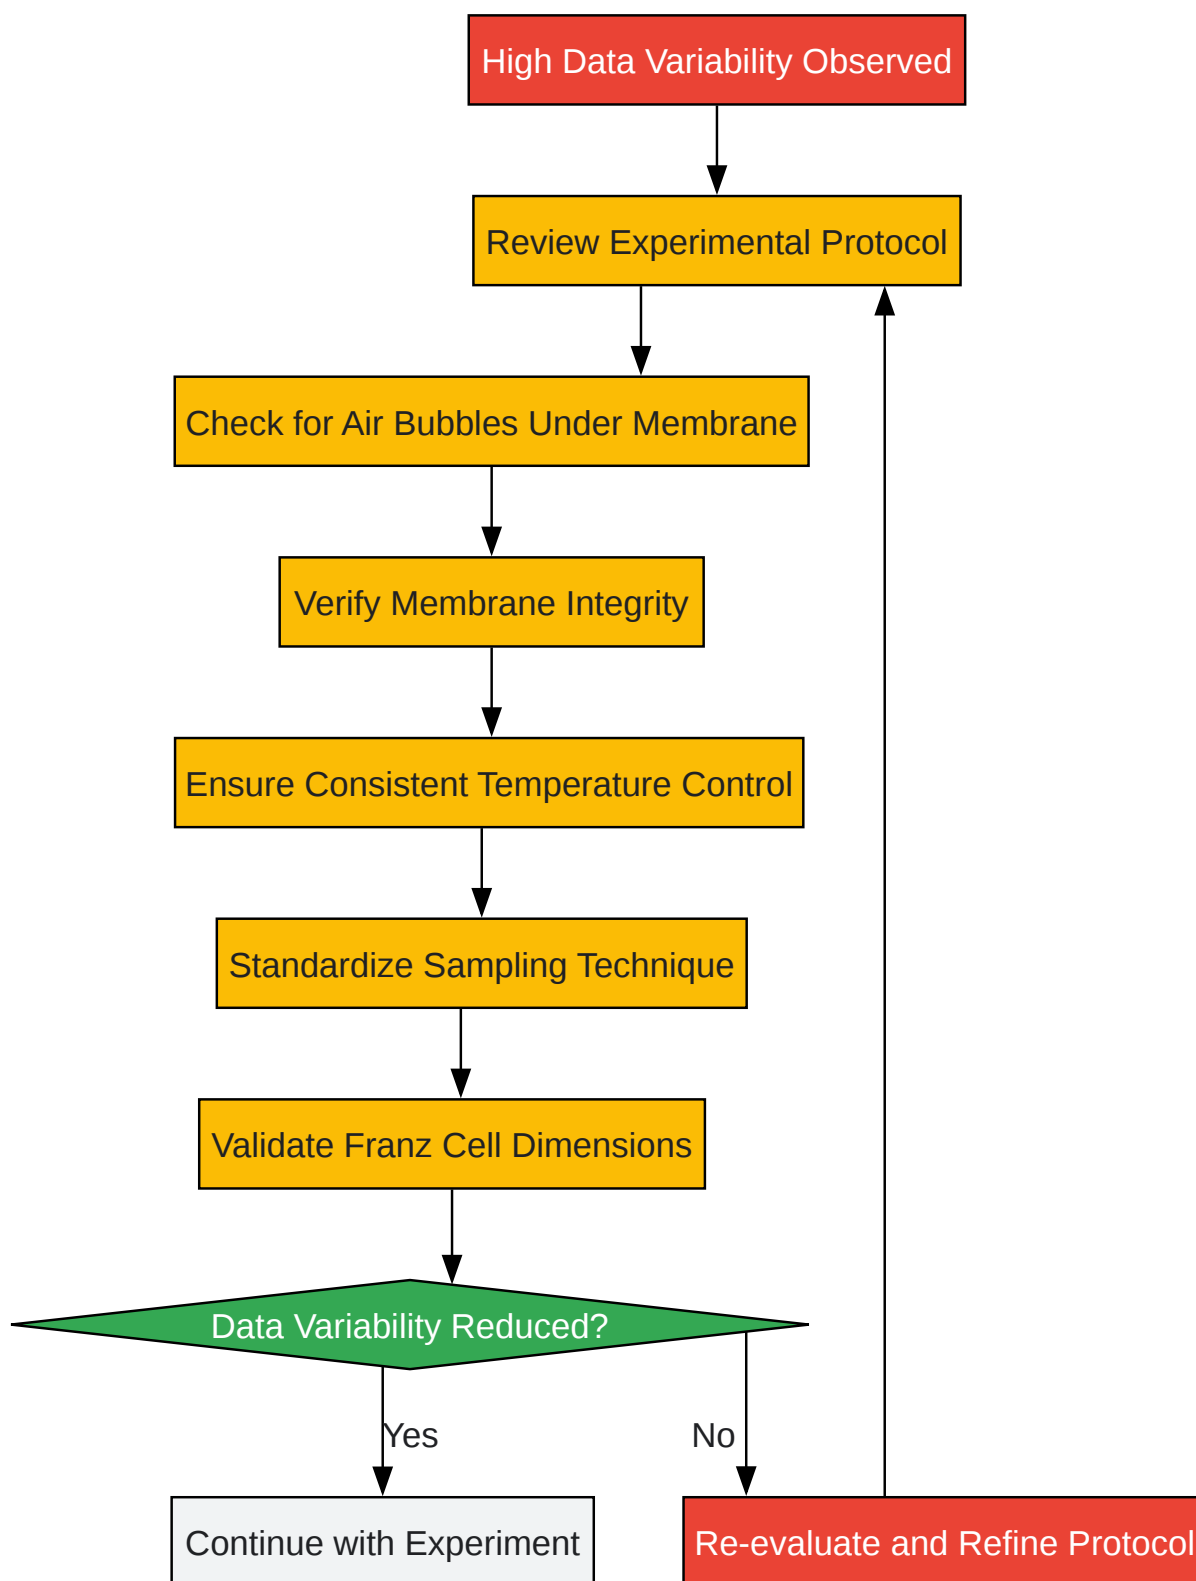 High Data Variability Observed
Review Experimental Protocol
Check for Air Bubbles Under Membrane
Verify Membrane Integrity
Ensure Consistent Temperature Control
Standardize Sampling Technique
Validate Franz Cell Dimensions
Data Variability Reduced?
Yes
No
Continue with Experiment
Re-evaluate and Refine Protocol